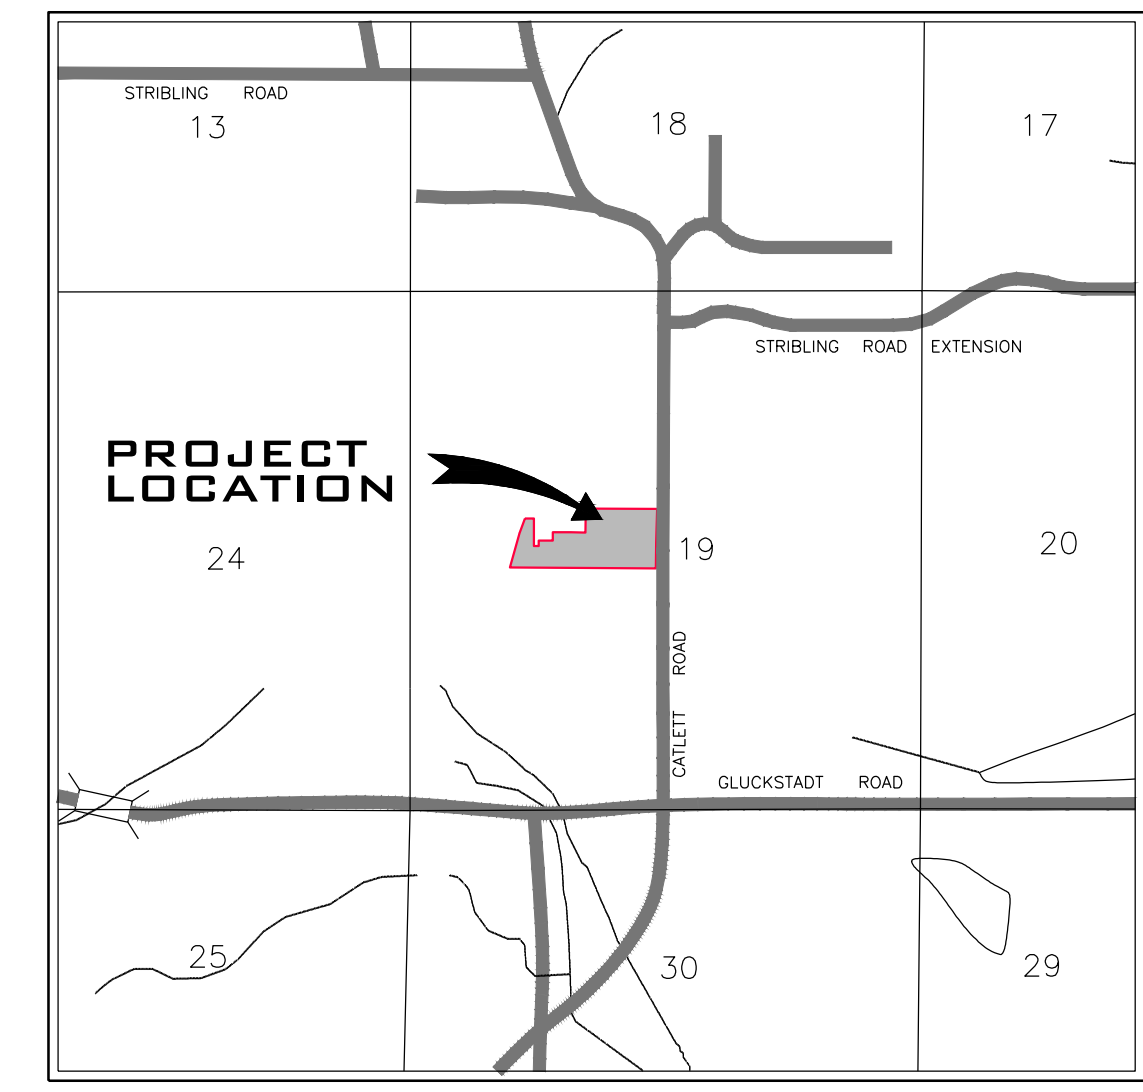 STRIBLING ROAD
13
18
17
STRIBLING ROAD EXTENSION
PROJECT
LOCATION
24
19
20
CATLETT ROAD
GLUCKSTADT ROAD
25
30
29